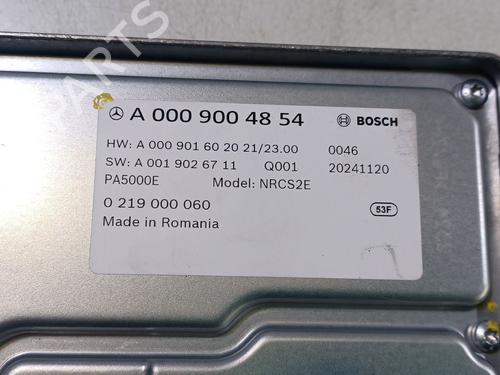 PARTS
A 000 900 48 54
BOSCH
HW: A 000 901 60 20 21/23.00 0046
SW: A 001 902 67 11 Q001 20241120
PA5000E Model: NRCS2E
0 219 000 060
53F
Made in Romania